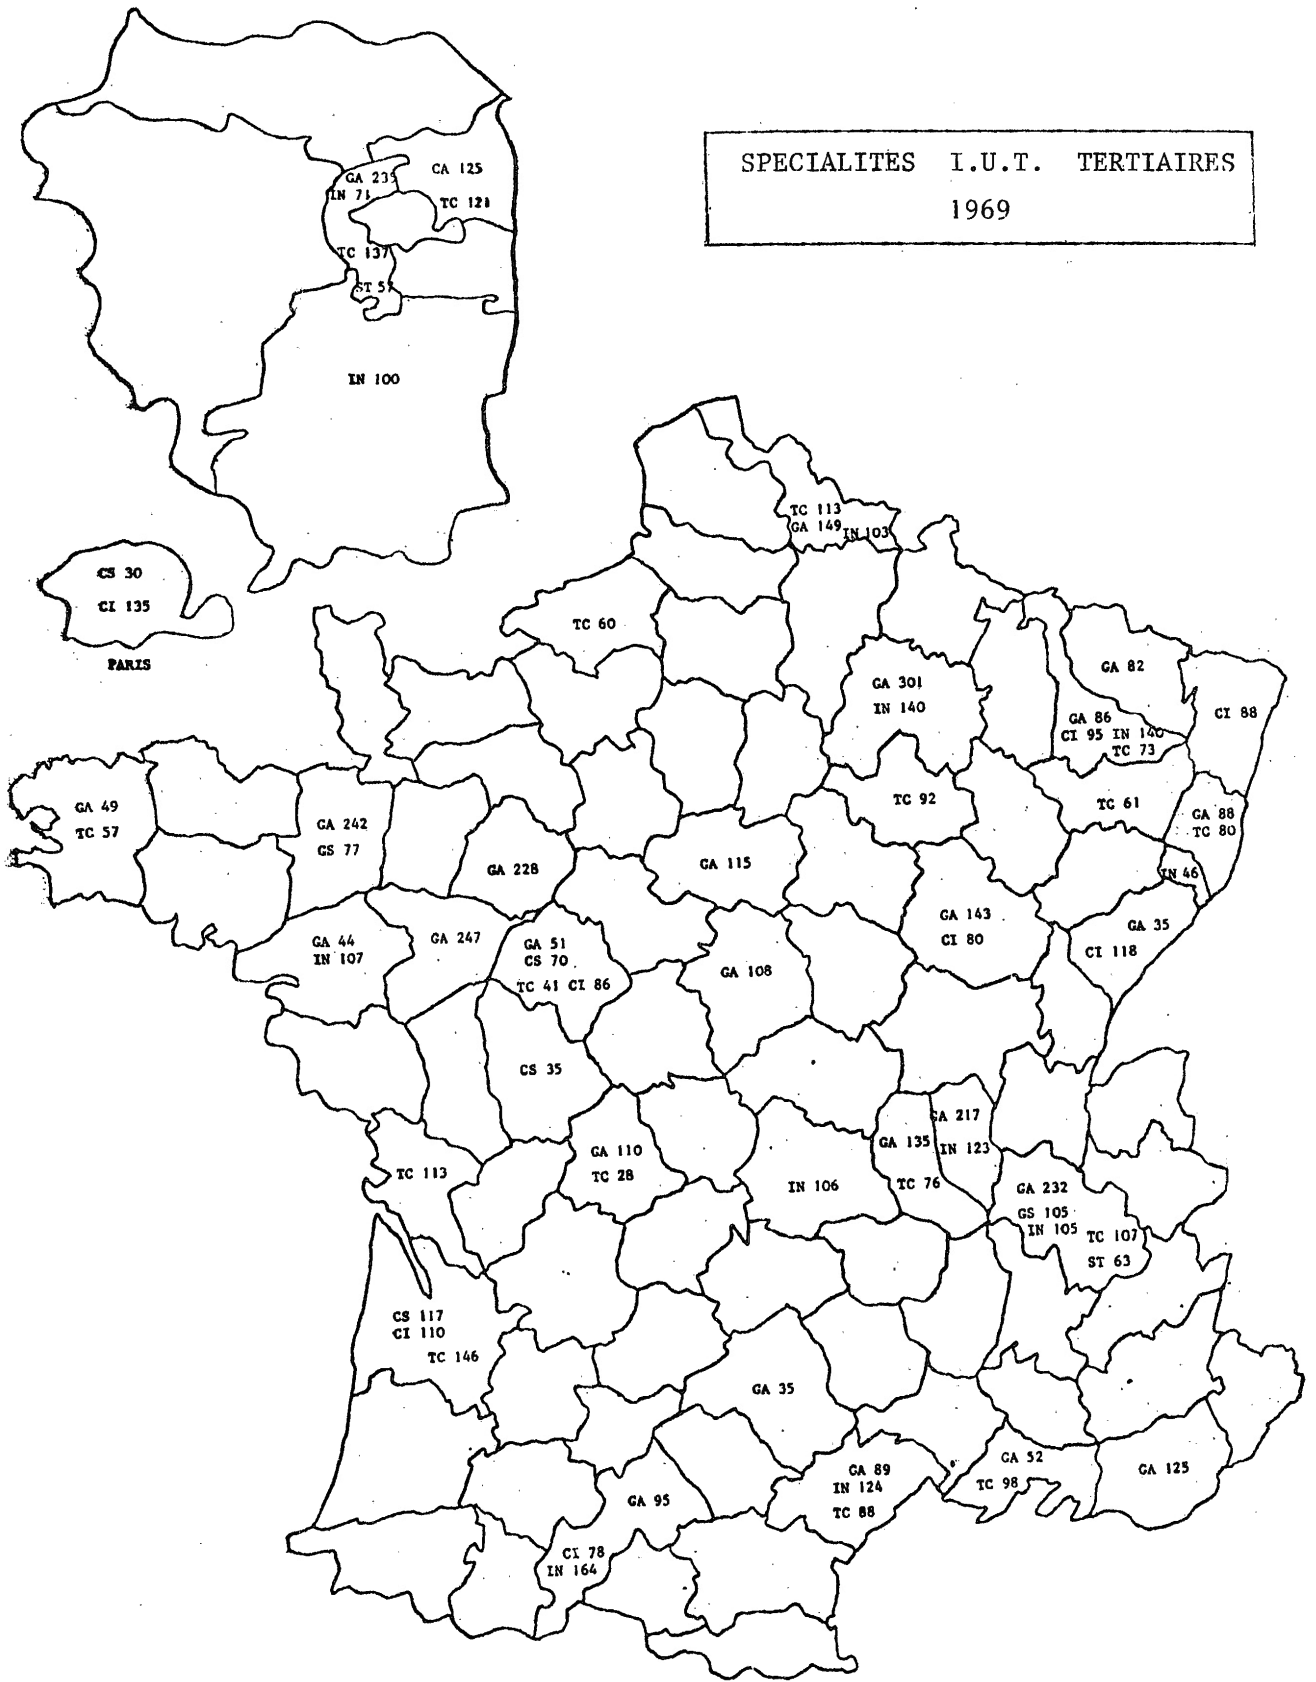 SPECIALITES I.U.T. TERTIAIRES
1969
GA 239
IN 71
CA 125
TC 121
TC 137
ST 57
IN 100
CS 30
CI 135
PARIS
TC 113
GA 149
IN 103
TC 60
GA 301
IN 140
GA 82
GA 86
CI 95 IN 140
TC 73
CI 88
GA 49
TC 57
GA 242
GS 77
GA 228
GA 115
TC 92
TC 61
GA 88
TC 80
IN 46
GA 143
CI 80
GA 35
CI 118
GA 44
IN 107
GA 247
GA 51
CS 70
TC 41 CI 86
GA 108
CS 35
GA 110
TC 28
TC 113
IN 106
GA 135
TC 76
GA 217
IN 123
GA 232
GS 105
IN 105
TC 107
ST 63
CS 117
CI 110
TC 146
GA 35
GA 89
IN 124
TC 88
GA 52
TC 98
GA 125
GA 95
CI 78
IN 164